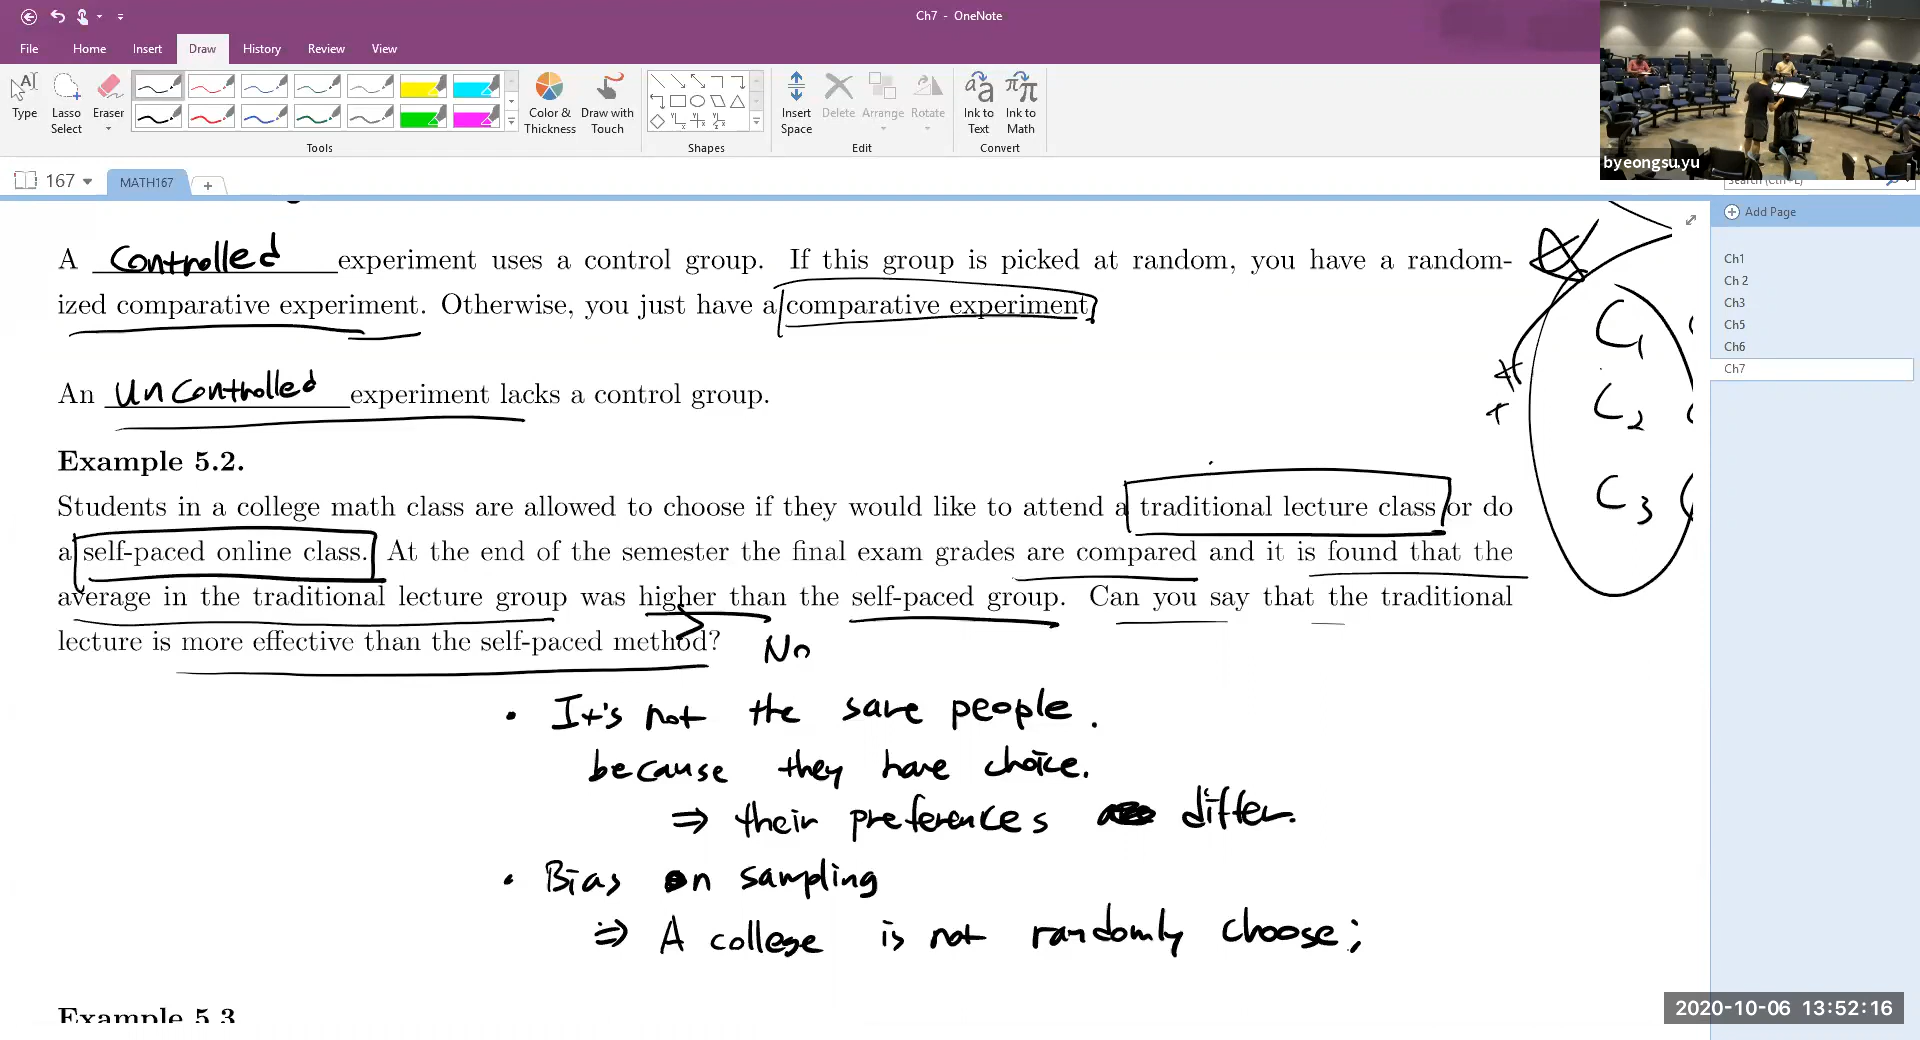 Ch7 - OneNote
File Home Insert Draw History Review View
Type
Lasso Select
Eraser
Color & Thickness
Draw with Touch
Insert Space
Delete
Arrange
Rotate
Ink to Text
Ink to Math
Tools
Shapes
Edit
Convert
byeongsu.yu
167
MATH167
Search (Ctrl+E)
Add Page
Ch1
Ch 2
Ch3
Ch5
Ch6
Ch7
A Controlled experiment uses a control group. If this group is picked at random, you have a random-
ized comparative experiment. Otherwise, you just have a comparative experiment.
An Uncontrolled experiment lacks a control group.
C1
C2
C3
Example 5.2.
Students in a college math class are allowed to choose if they would like to attend a traditional lecture class or do
a self-paced online class. At the end of the semester the final exam grades are compared and it is found that the
average in the traditional lecture group was higher than the self-paced group. Can you say that the traditional
lecture is more effective than the self-paced method?
>
No
• It's not the same people.
because they have choice.
⇒ their preferences differ.
• Bias on sampling
⇒ A college is not randomly choose;
Example 5.3
2020-10-06 13:52:16